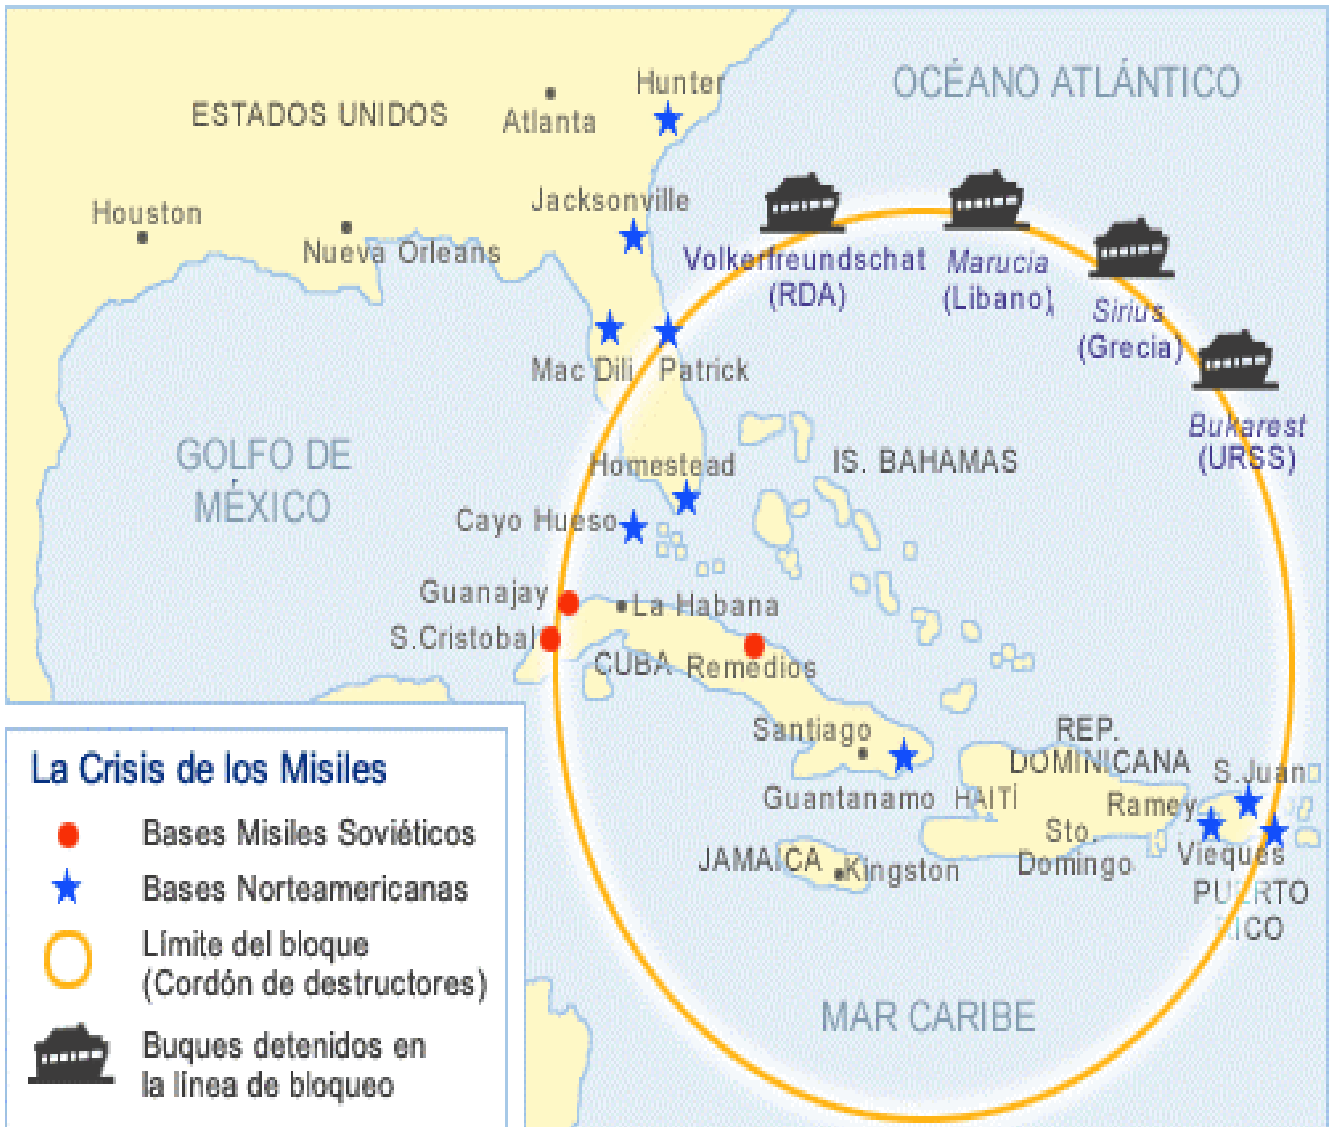 OCÉANO ATLÁNTICO
Hunter
ESTADOS UNIDOS
Atlanta
Jacksonville
Houston
Nueva Orleans
Volkerfreundschat
(RDA)
Marucia
(Libano)
Sirius
(Grecia)
Mac Dili
Patrick
Bukarest
(URSS)
GOLFO DE
MÉXICO
Homestead
IS. BAHAMAS
Cayo Hueso
Guanajay
La Habana
S.Cristobal
CUBA
Remedios
Santiago
REP.
DOMINICANA
S.Juan
Guantanamo
HAITÍ
Ramey
Sto.
Domingo
JAMAICA
Kingston
Vieques
PUERTO
RICO
MAR CARIBE
La Crisis de los Misiles
Bases Misiles Soviéticos
Bases Norteamericanas
Límite del bloque
(Cordón de destructores)
Buques detenidos en
la línea de bloqueo